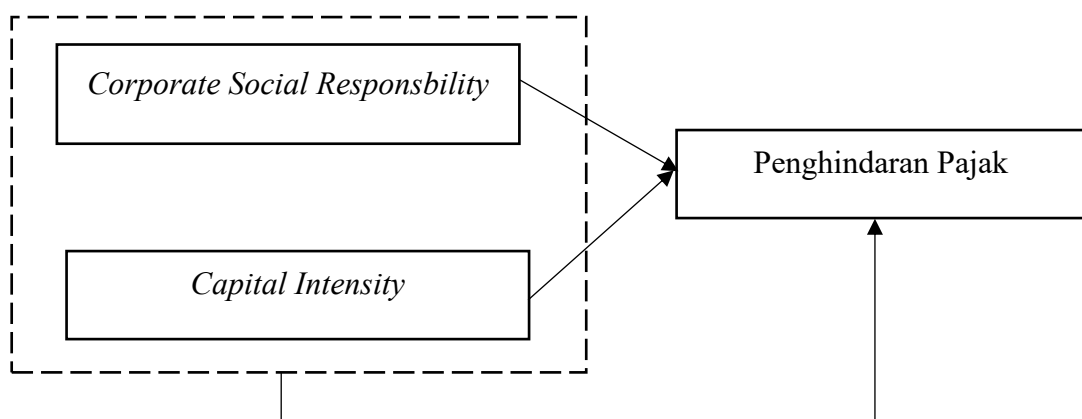 Corporate Social Responsbility
Penghindaran Pajak
Capital Intensity